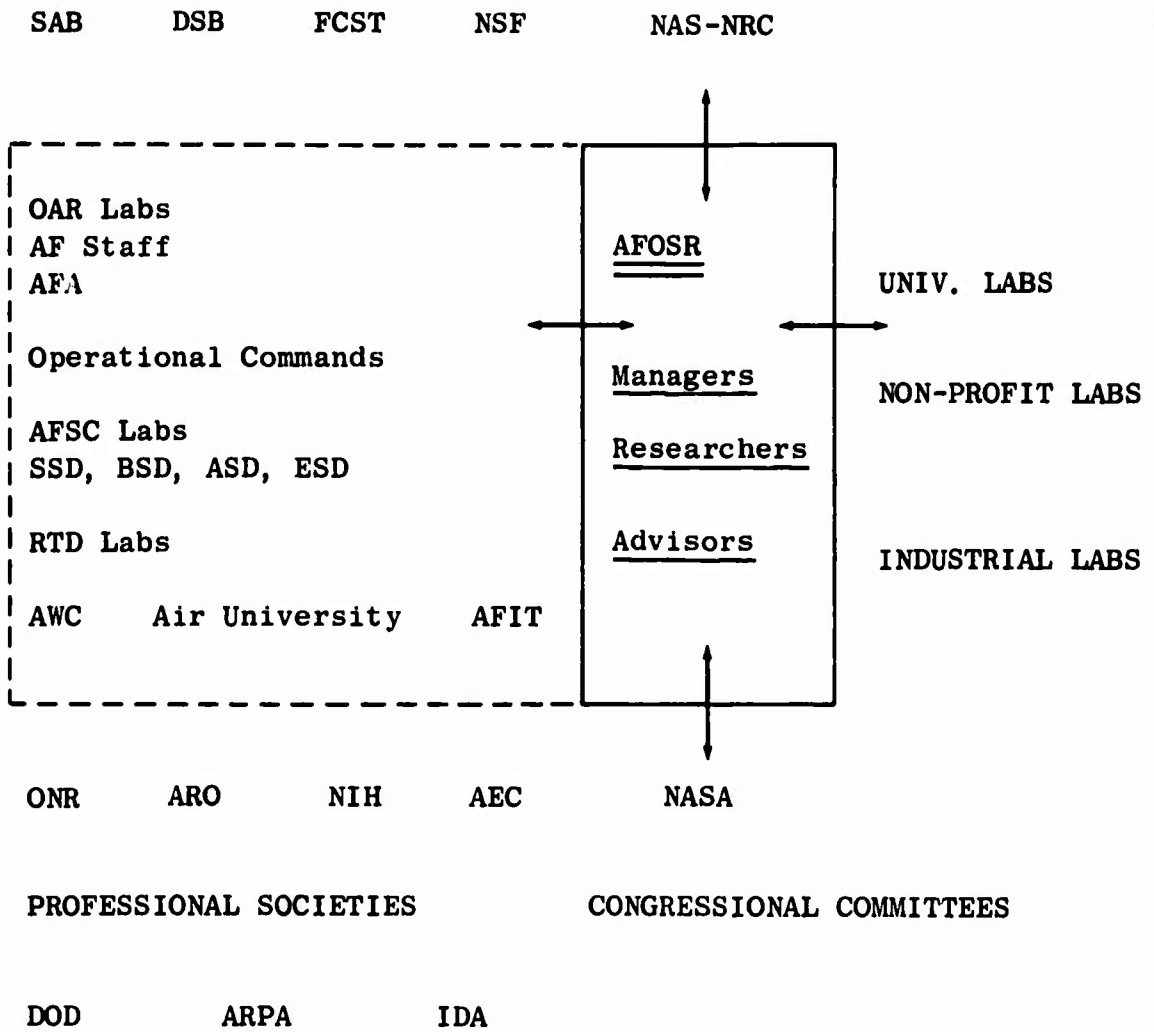 SAB DSB FCST NSF NAS-NRC
OAR Labs
AF Staff
AFA
Operational Commands
AFSC Labs
SSD, BSD, ASD, ESD
RTD Labs
AWC Air University AFIT
AFOSR
Managers
Researchers
Advisors
UNIV. LABS
NON-PROFIT LABS
INDUSTRIAL LABS
ONR ARO NIH AEC NASA
PROFESSIONAL SOCIETIES CONGRESSIONAL COMMITTEES
DOD ARPA IDA